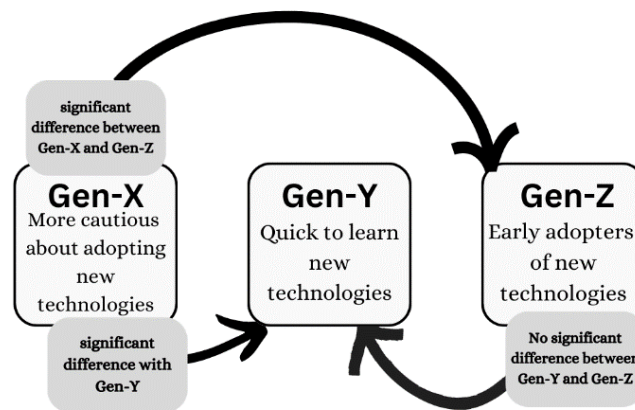 significant
difference between
Gen-X and Gen-Z
Gen-X
More cautious
about adopting
new
technologies
significant
difference with
Gen-Y
Gen-Y
Quick to learn
new
technologies
Gen-Z
Early adopters
of new
technologies
No significant
difference between
Gen-Y and Gen-Z